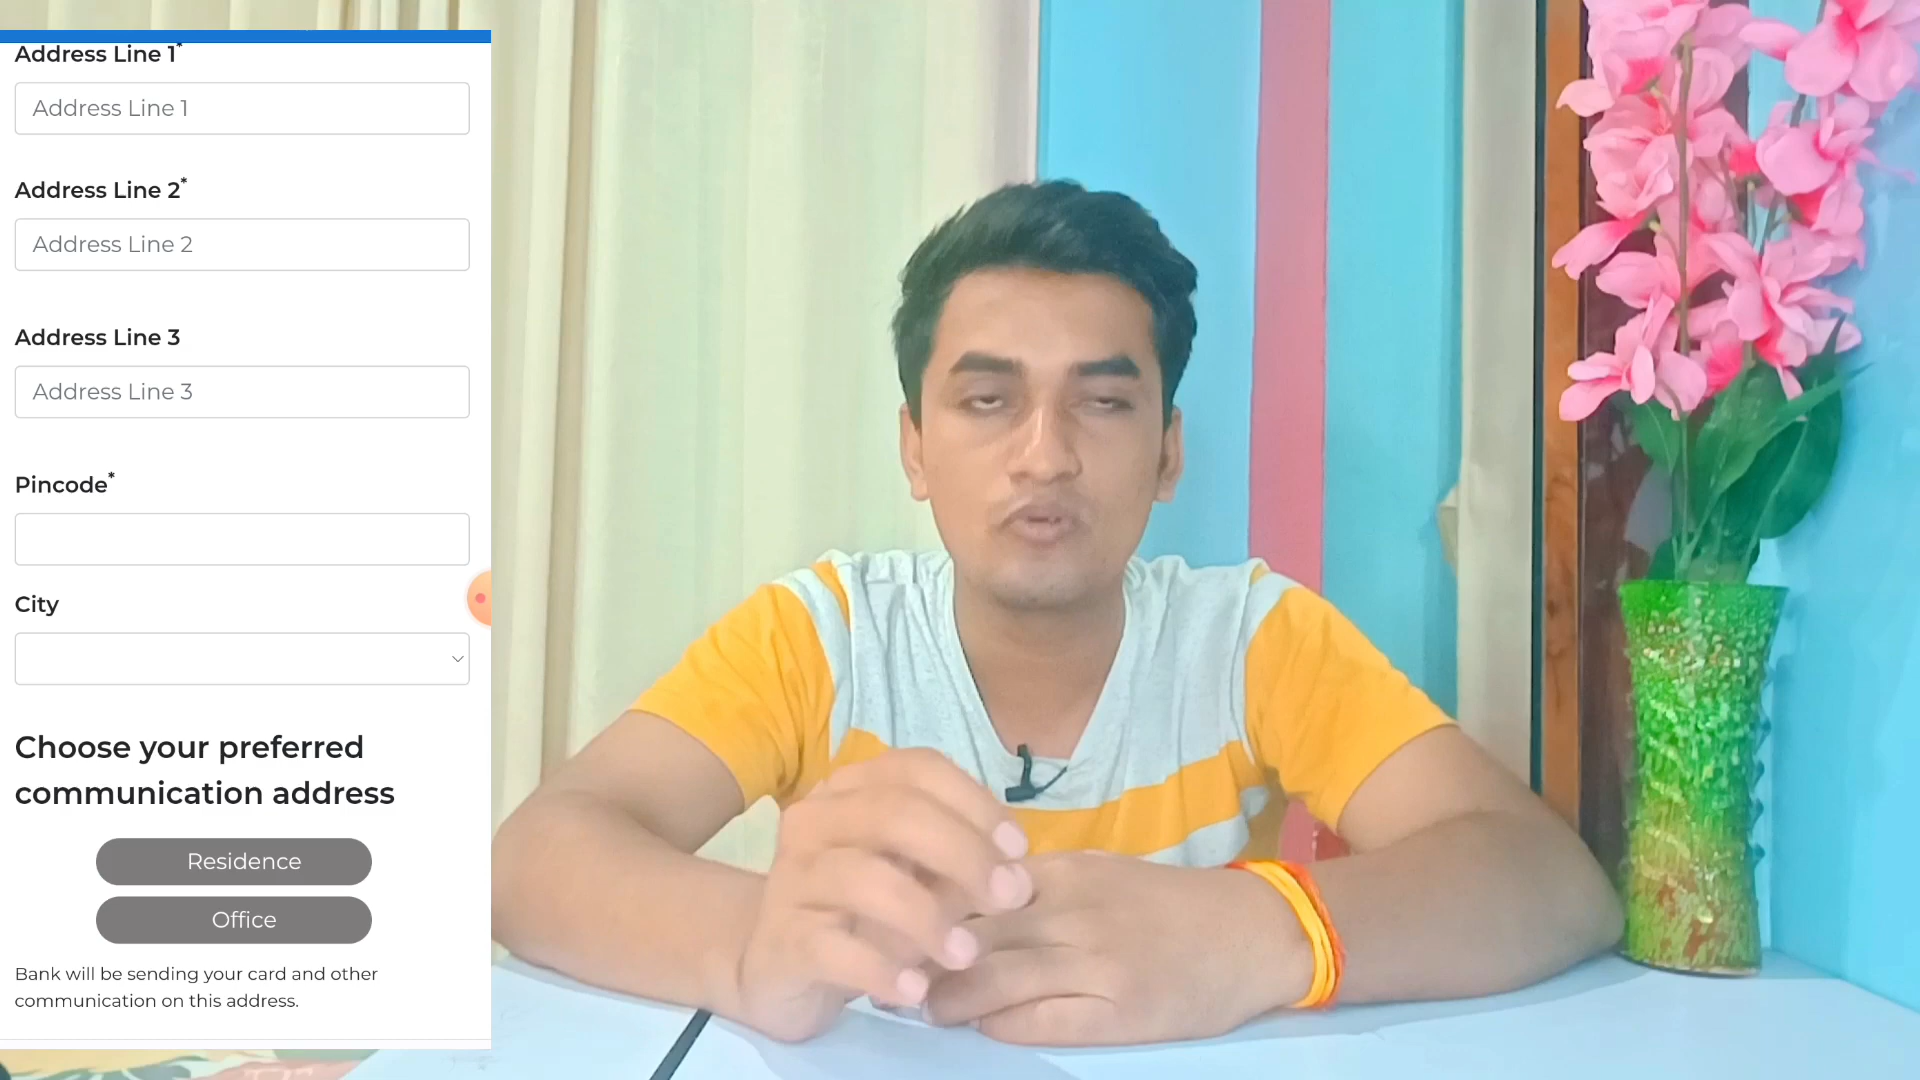 Address Line 1*
Address Line 1
Address Line 2*
Address Line 2
Address Line 3
Address Line 3
Pincode*
City
Choose your preferred
communication address
Residence
Office
Bank will be sending your card and other
communication on this address.